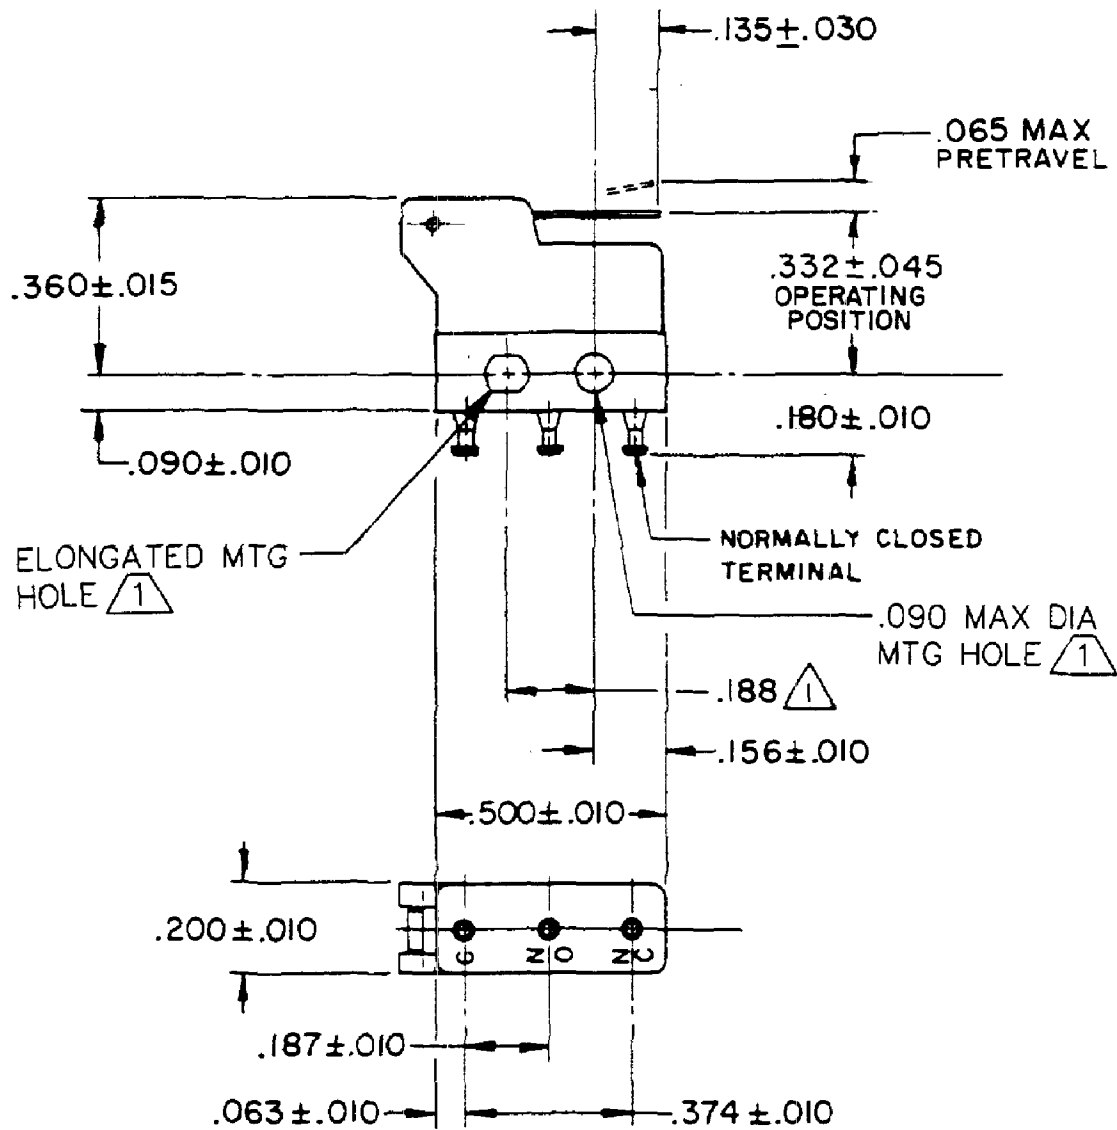 .135±.030
.065 MAX
PRETRAVEL
.360±.015
.332±.045
OPERATING
POSITION
.180±.010
.090±.010
ELONGATED MTG
HOLE 1
NORMALLY CLOSED
TERMINAL
.090 MAX DIA
MTG HOLE 1
.188 1
.156±.010
.500±.010
.200±.010
G NO NC
.187±.010
.063±.010
.374±.010